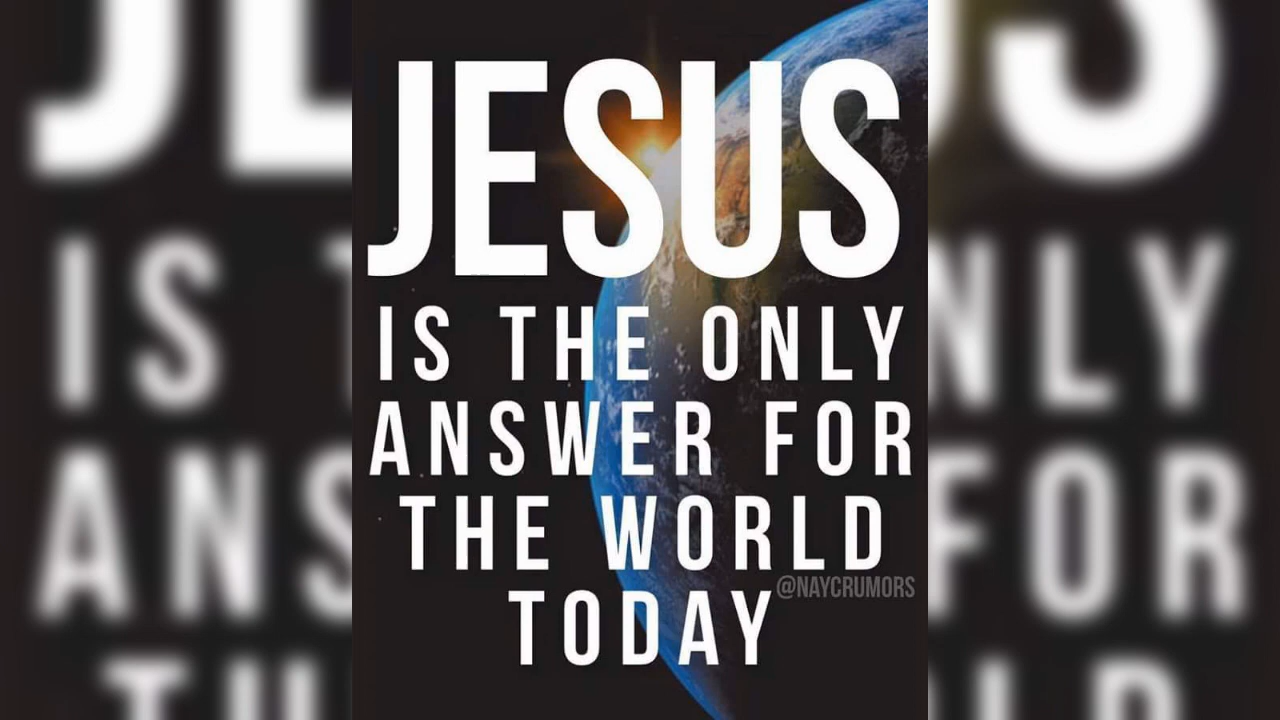 JESUS
IS THE ONLY
ANSWER FOR
THE WORLD
TODAY
@NAYCRUMORS